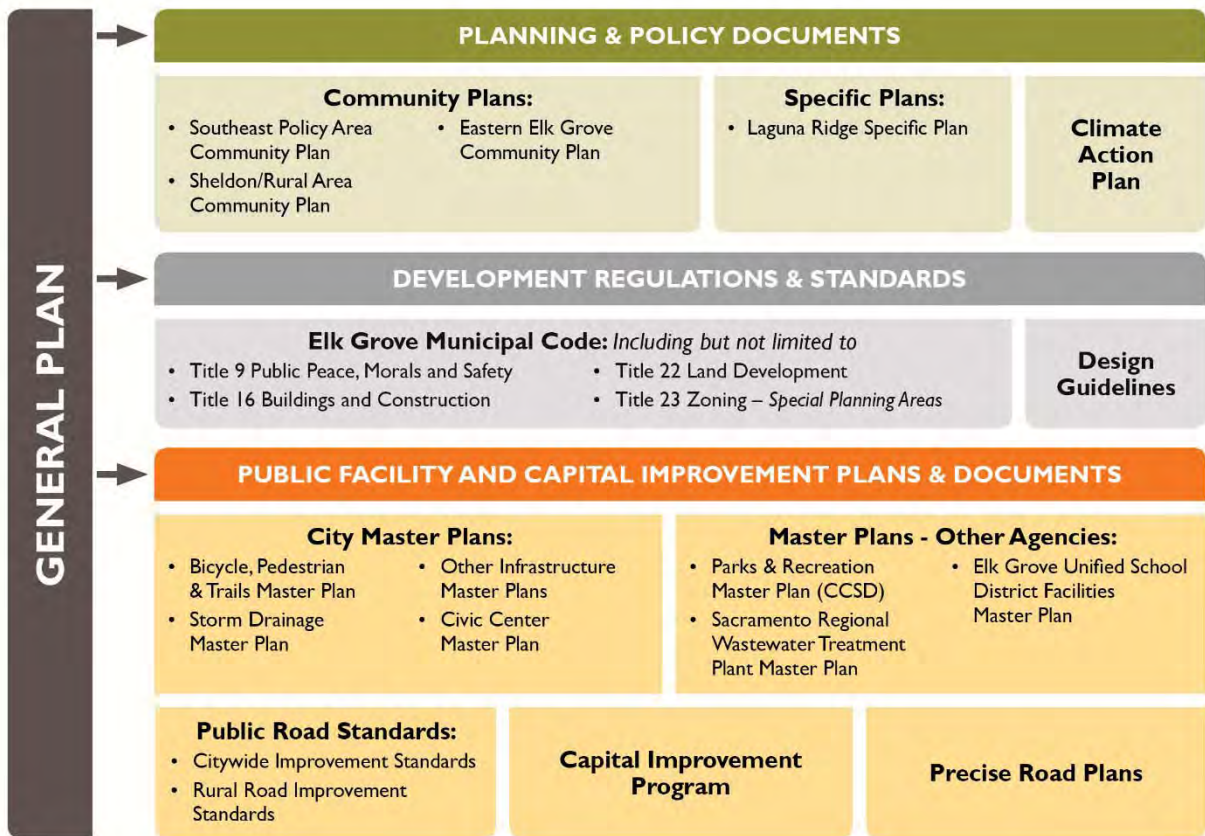 GENERAL PLAN
PLANNING & POLICY DOCUMENTS
Community Plans:
• Southeast Policy Area
Community Plan
• Sheldon/Rural Area
Community Plan
• Eastern Elk Grove
Community Plan
Specific Plans:
• Laguna Ridge Specific Plan
Climate
Action
Plan
DEVELOPMENT REGULATIONS & STANDARDS
Elk Grove Municipal Code: Including but not limited to
• Title 9 Public Peace, Morals and Safety
• Title 16 Buildings and Construction
• Title 22 Land Development
• Title 23 Zoning – Special Planning Areas
Design
Guidelines
PUBLIC FACILITY AND CAPITAL IMPROVEMENT PLANS & DOCUMENTS
City Master Plans:
• Bicycle, Pedestrian
& Trails Master Plan
• Storm Drainage
Master Plan
• Other Infrastructure
Master Plans
• Civic Center
Master Plan
Master Plans - Other Agencies:
• Parks & Recreation
Master Plan (CCSD)
• Sacramento Regional
Wastewater Treatment
Plant Master Plan
• Elk Grove Unified School
District Facilities
Master Plan
Public Road Standards:
• Citywide Improvement Standards
• Rural Road Improvement
Standards
Capital Improvement
Program
Precise Road Plans